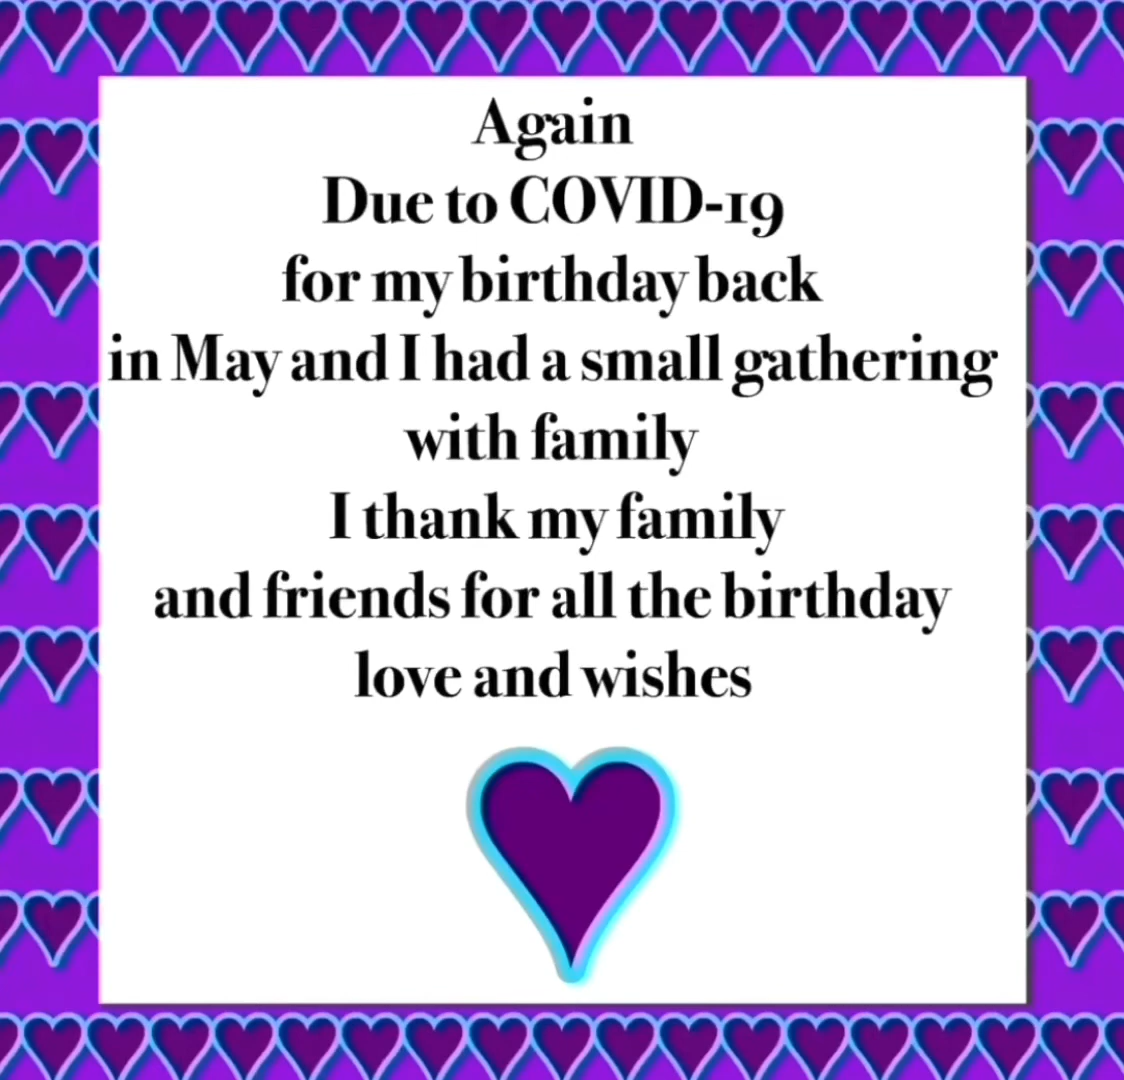 Again
Due to COVID-19
for my birthday back
in May and I had a small gathering
with family
I thank my family
and friends for all the birthday
love and wishes